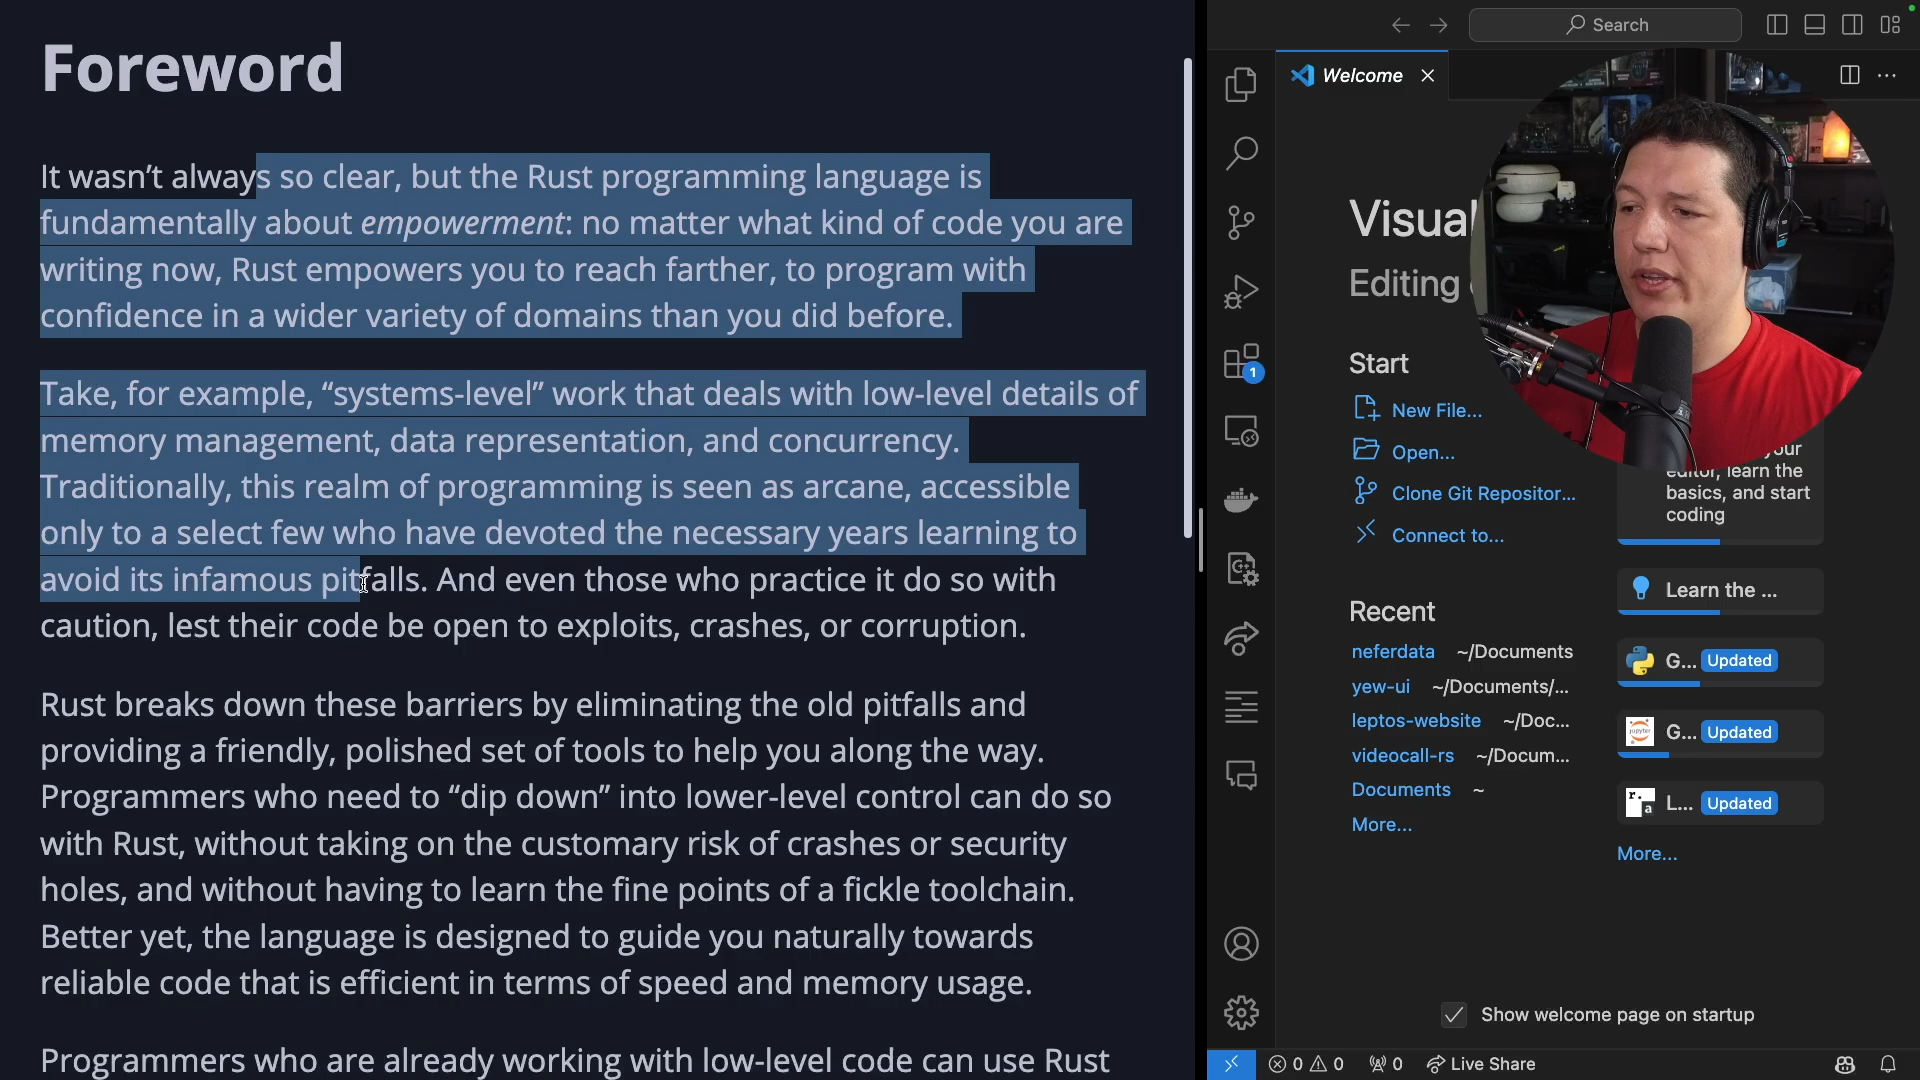 Foreword
It wasn’t always so clear, but the Rust programming language is
fundamentally about empowerment: no matter what kind of code you are
writing now, Rust empowers you to reach farther, to program with
confidence in a wider variety of domains than you did before.
Take, for example, “systems-level” work that deals with low-level details of
memory management, data representation, and concurrency.
Traditionally, this realm of programming is seen as arcane, accessible
only to a select few who have devoted the necessary years learning to
avoid its infamous pitfalls. And even those who practice it do so with
caution, lest their code be open to exploits, crashes, or corruption.
Rust breaks down these barriers by eliminating the old pitfalls and
providing a friendly, polished set of tools to help you along the way.
Programmers who need to “dip down” into lower-level control can do so
with Rust, without taking on the customary risk of crashes or security
holes, and without having to learn the fine points of a fickle toolchain.
Better yet, the language is designed to guide you naturally towards
reliable code that is efficient in terms of speed and memory usage.
Programmers who are already working with low-level code can use Rust
Search
Welcome
1
Visual
Editing
Start
New File...
Open...
Clone Git Repositor...
Connect to...
Recent
neferdata ~/Documents
yew-ui ~/Documents/...
leptos-website ~/Doc...
videocall-rs ~/Docum...
Documents ~
More...
your
editor, learn the
basics, and start
coding
Learn the ...
G... Updated
jupyter G... Updated
r. a L... Updated
More...
Show welcome page on startup
0 0 0 Live Share